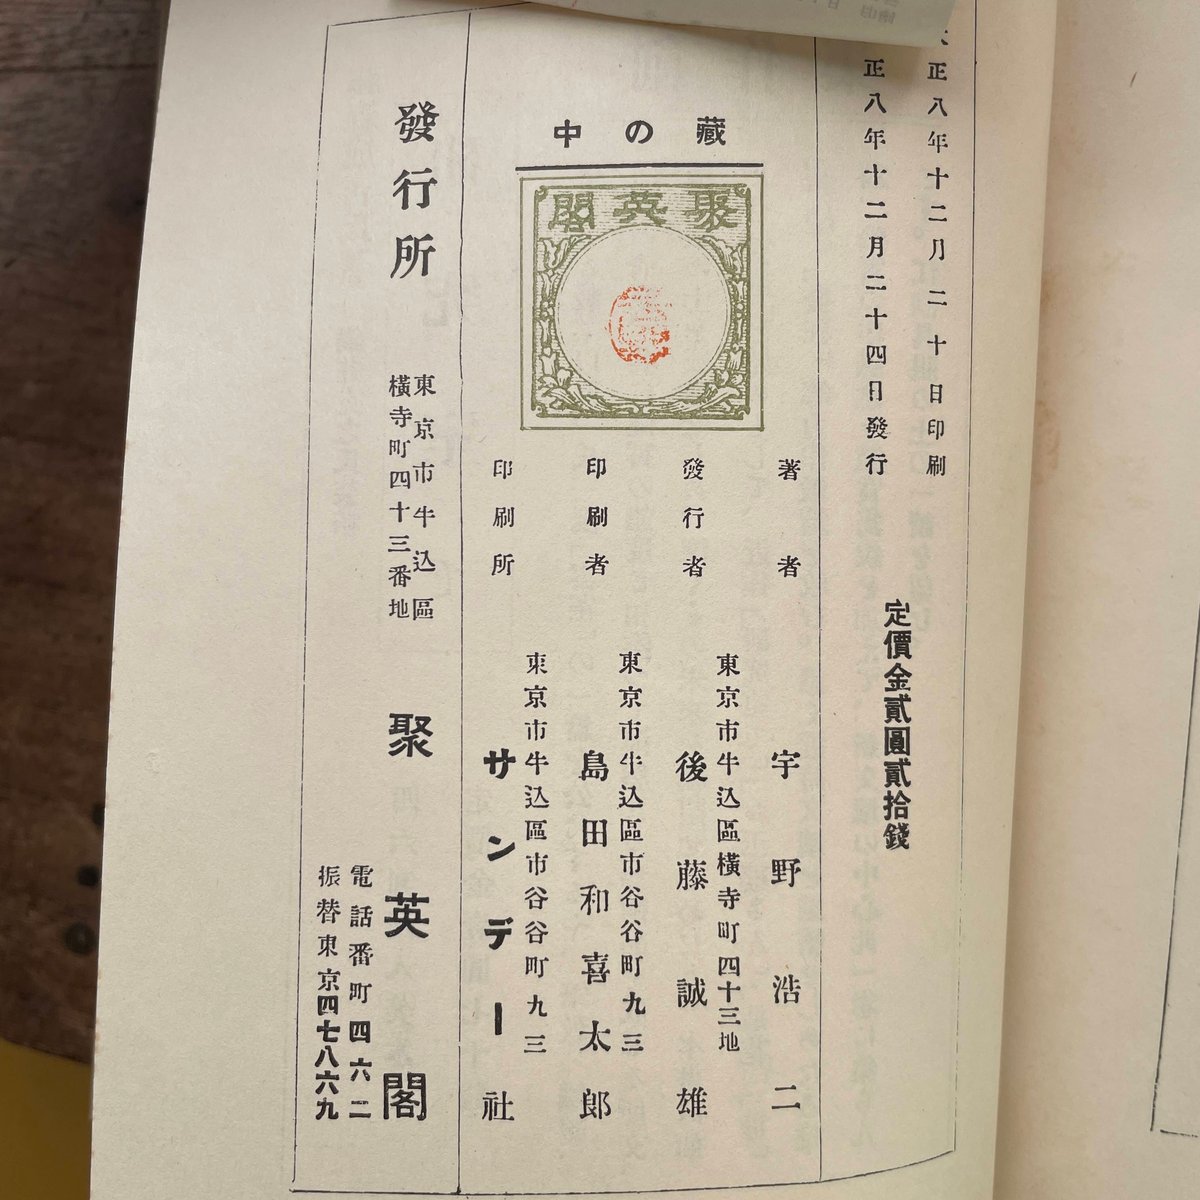 正八年十二月二十日印刷
正八年十二月二十四日發行
定價金貳圓貳拾錢
藏の中
聚英閣
著者 宇野浩二
東京市牛込區横寺町四十三地
發行者 後藤誠雄
東京市牛込區市谷谷町九三
印刷者 島田和喜太郎
東京市牛込區市谷谷町九三
印刷所 サンデー社
發行所
東京市牛込區
横寺町四十三番地
聚英閣
電話番町四六二
振替東京四七八六九